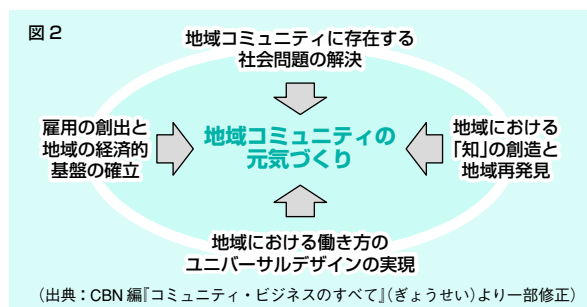 図2
地域コミュニティに存在する
社会問題の解決
雇用の創出と
地域の経済的
基盤の確立
地域コミュニティの
元気づくり
地域における
「知」の創造と
地域再発見
地域における働き方の
ユニバーサルデザインの実現
(出典:CBN編『コミュニティ・ビジネスのすべて』(ぎょうせい)より一部修正)